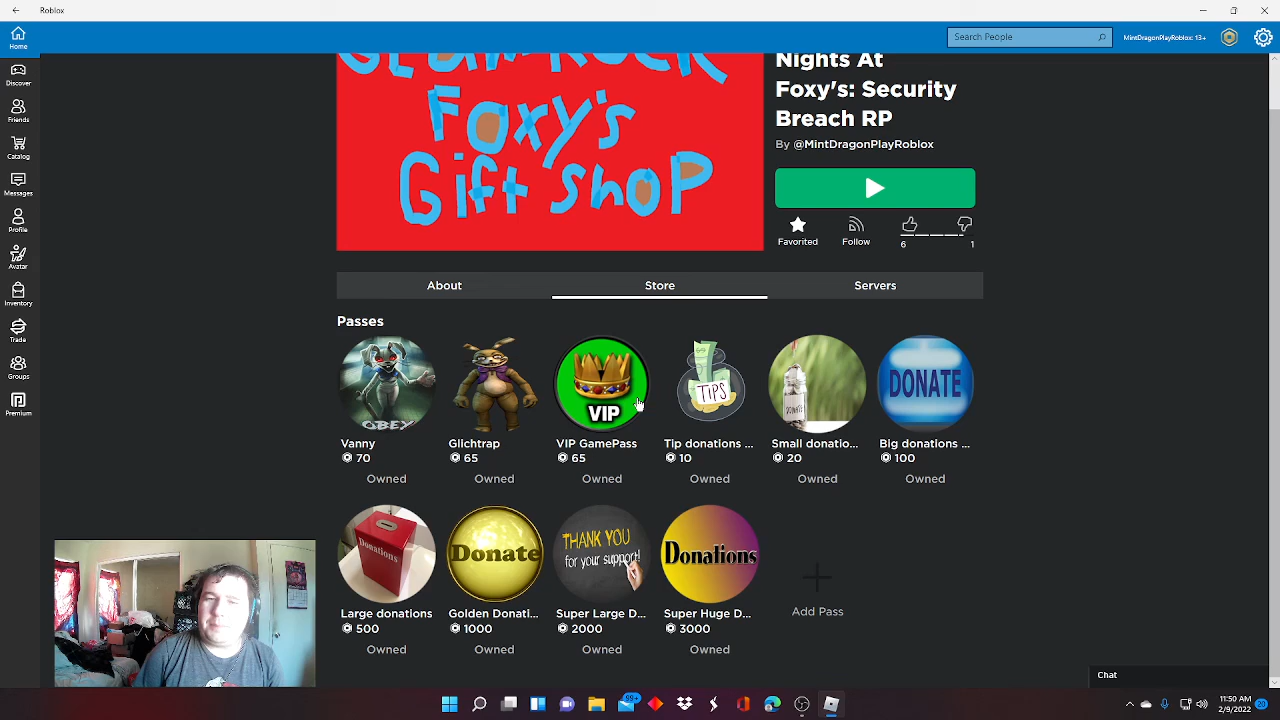 Roblox
Home
Search People
MintDragonPlayRoblox: 13+
Discover
Friends
Catalog
Messages
Profile
Avatar
Inventory
Trade
Groups
Premium
Foxy's
Gift Shop
Nights At
Foxy's: Security
Breach RP
By @MintDragonPlayRoblox
Favorited
Follow
6
1
About
Store
Servers
Passes
OBEY
VIP
TIPS
DONATE
Vanny
Glichtrap
VIP GamePass
Tip donations ...
Small donatio...
Big donations ...
70
65
65
10
20
100
Owned
Owned
Owned
Owned
Owned
Owned
Donations
Donate
THANK YOU
for your support!
Donations
Large donations
Golden Donati...
Super Large D...
Super Huge D...
500
1000
2000
3000
Owned
Owned
Owned
Owned
Add Pass
Chat
99+
11:50 AM
2/9/2022
20